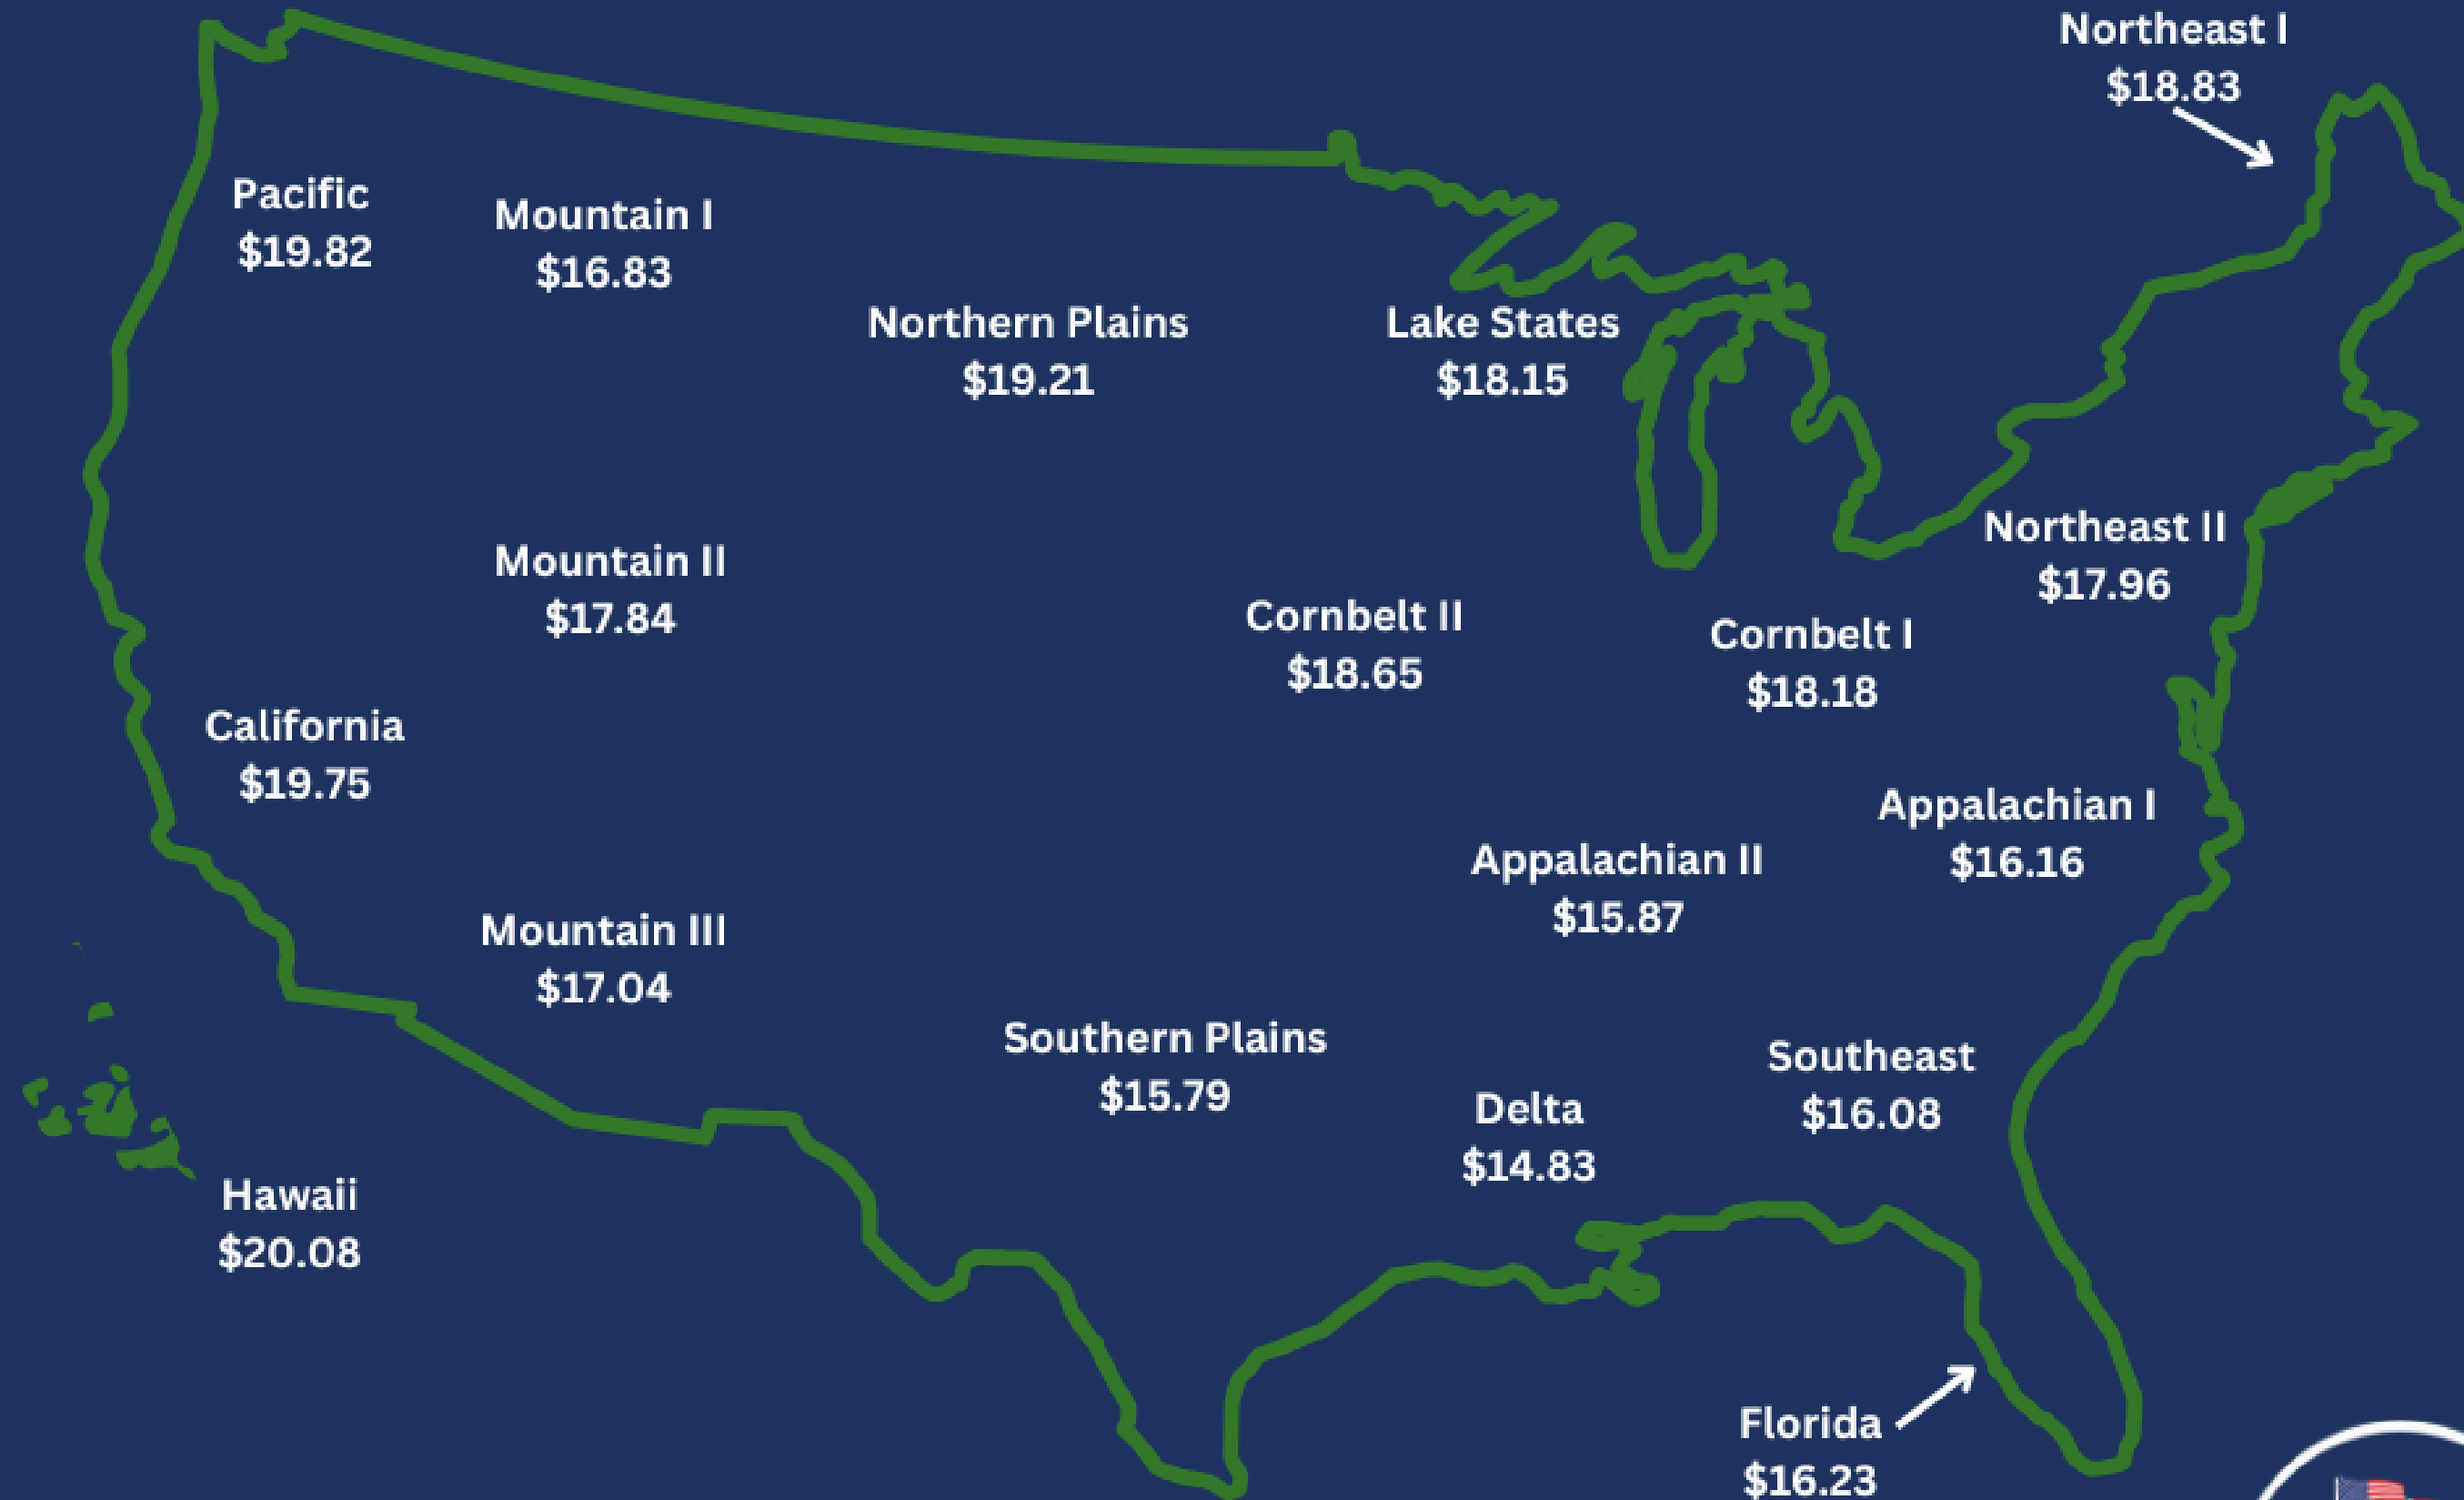 Northeast I
$18.83
Pacific
$19.82
Mountain I
$16.83
Northern Plains
$19.21
Lake States
$18.15
Northeast II
$17.96
Mountain II
$17.84
Cornbelt II
$18.65
Cornbelt I
$18.18
California
$19.75
Appalachian I
$16.16
Appalachian II
$15.87
Mountain III
$17.04
Southern Plains
$15.79
Southeast
$16.08
Delta
$14.83
Hawaii
$20.08
Florida
$16.23